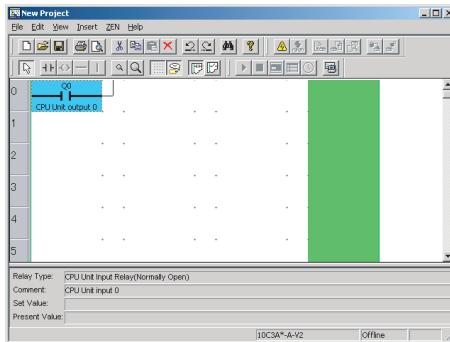 New Project
File Edit View Insert ZEN Help
0
Q0
CPU Unit output 0
1
2
3
4
5
Relay Type: CPU Unit Input Relay(Normally Open)
Comment: CPU Unit input 0
Set Value:
Present Value:
10C3A*-A-V2 Offline